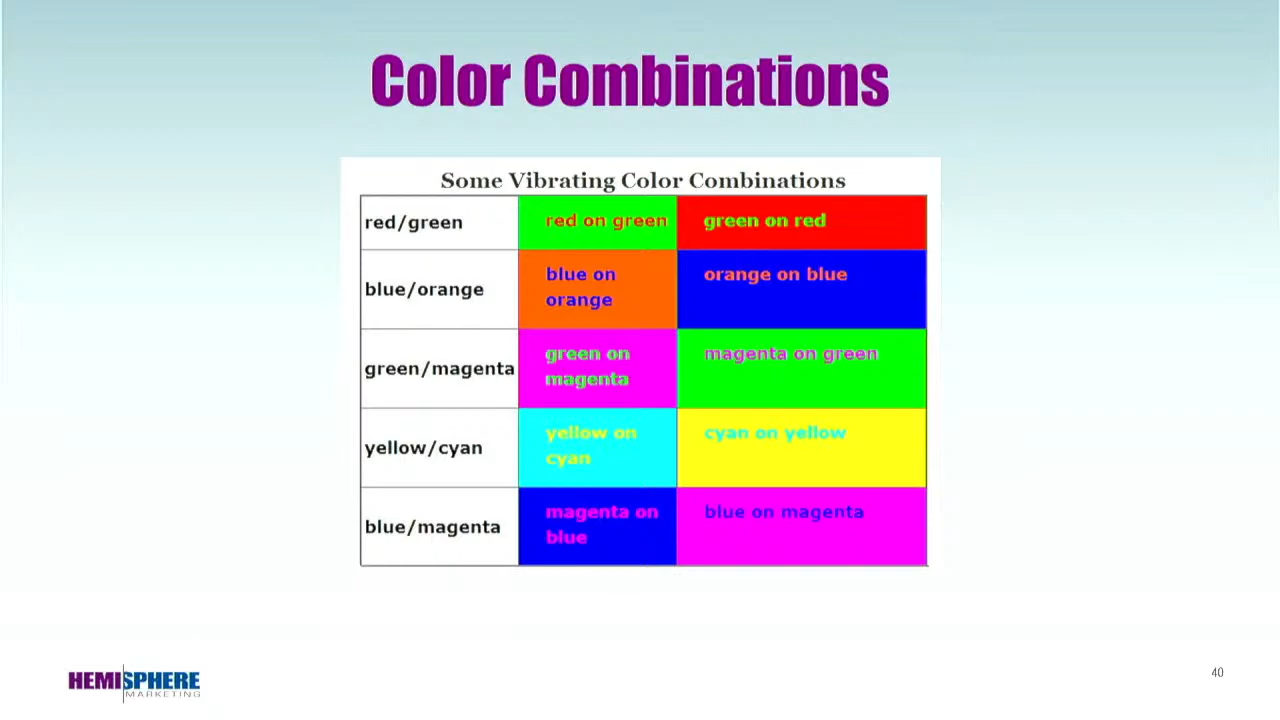 Color Combinations
Some Vibrating Color Combinations
red/green
red on green
green on red
blue/orange
blue on
orange
orange on blue
green/magenta
green on
magenta
magenta on green
yellow/cyan
yellow on
cyan
cyan on yellow
blue/magenta
magenta on
blue
blue on magenta
HEMISPHERE
MARKETING
40